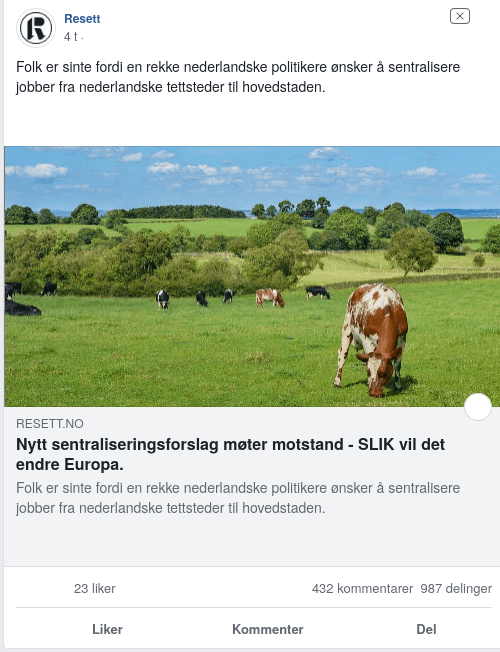 Resett
4 t ·
Folk er sinte fordi en rekke nederlandske politikere ønsker å sentralisere
jobber fra nederlandske tettsteder til hovedstaden.
RESETT.NO
Nytt sentraliseringsforslag møter motstand - SLIK vil det
endre Europa.
Folk er sinte fordi en rekke nederlandske politikere ønsker å sentralisere
jobber fra nederlandske tettsteder til hovedstaden.
23 liker 432 kommentarer 987 delinger
Liker Kommenter Del